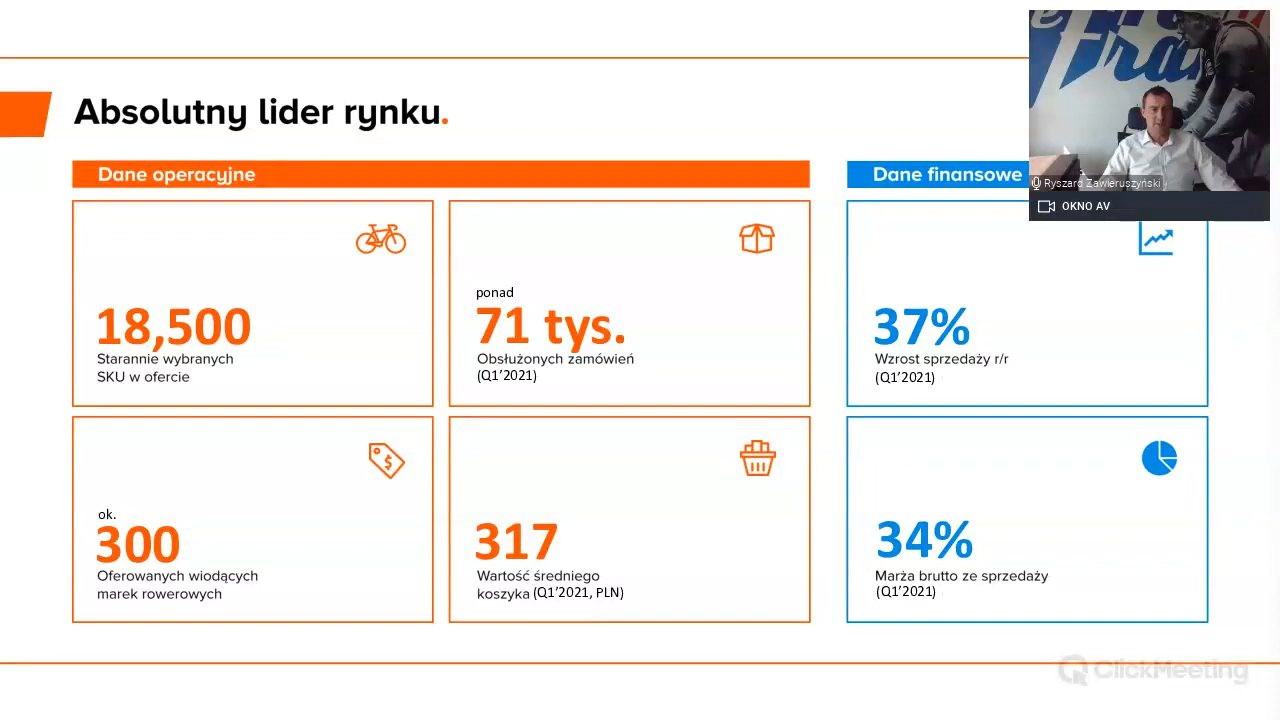 Absolutny lider rynku.
Dane operacyjne
Dane finansowe
18,500
Starannie wybranych
SKU w ofercie
ponad
71 tys.
Obsłużonych zamówień
(Q1’2021)
37%
Wzrost sprzedaży r/r
(Q1’2021)
ok.
300
Oferowanych wiodących
marek rowerowych
317
Wartość średniego
koszyka (Q1’2021, PLN)
34%
Marża brutto ze sprzedaży
(Q1’2021)
Ryszard Zawieruszyński
OKNO AV
ClickMeeting